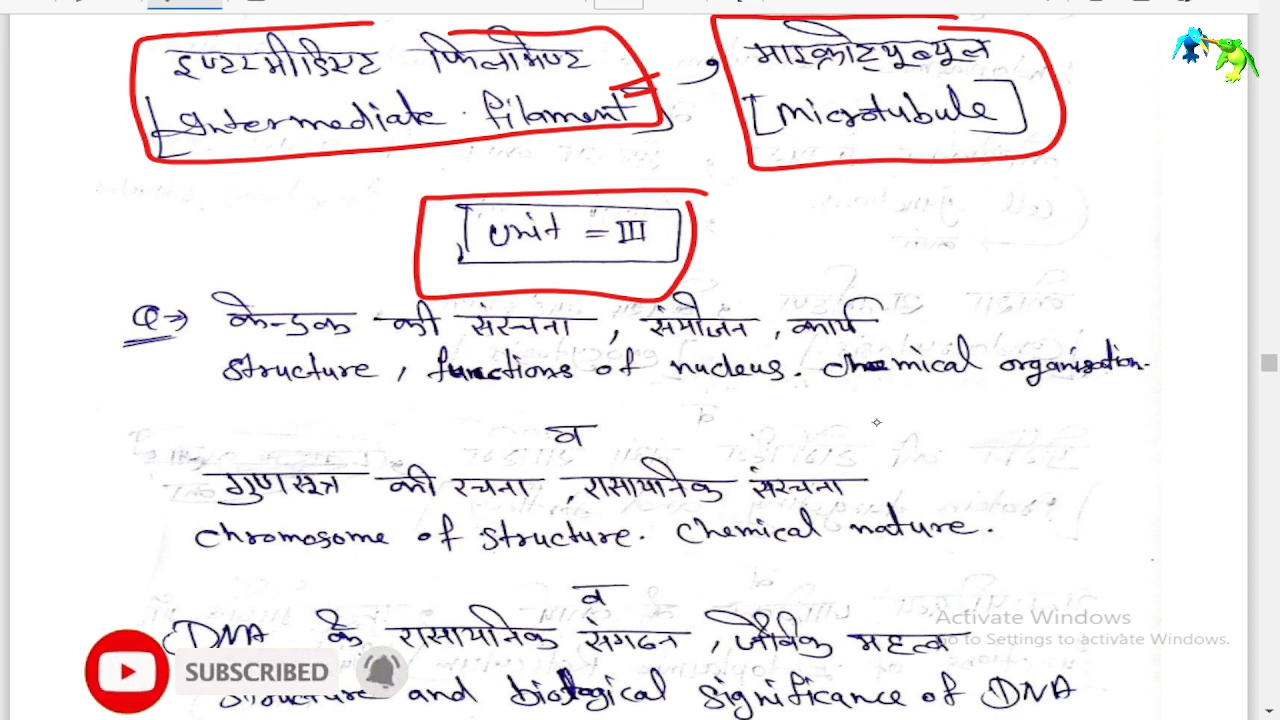 इण्टरमीडिएट फिलामेण्ट , माइक्रोट्यूब्यूल
[Intermediate filament] [Microtubule]
Unit = III
Q→ केन्द्रक की संरचना , संयोजन , कार्य
structure, functions of nucleus. Chemical organisation.
व
गुणसूत्र की रचना , रासायनिक संरचना
chromosome of structure. Chemical nature.
व
DNA के रासायनिक संगठन , जैविक महत्व
structure and biological significance of DNA
SUBSCRIBED
Activate Windows
Go to Settings to activate Windows.